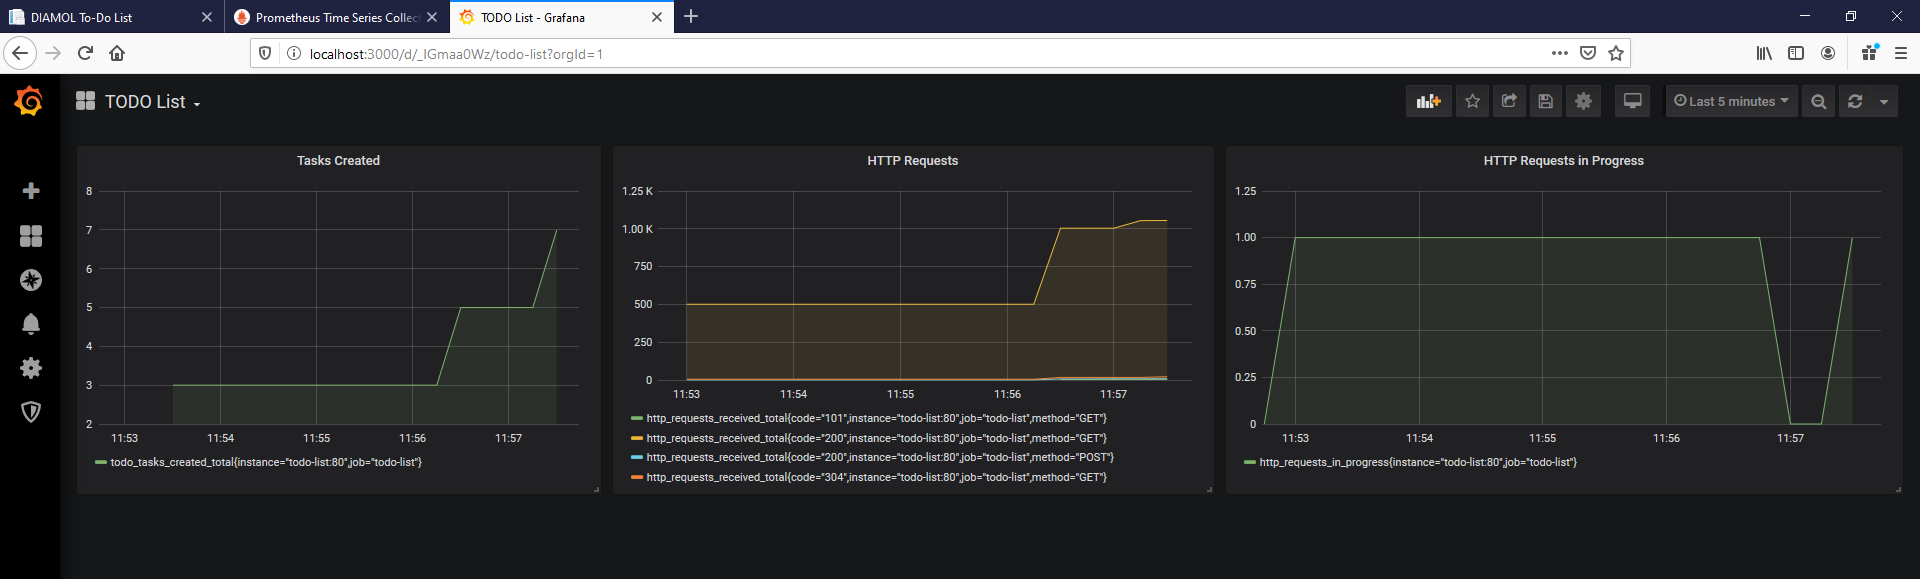 DIAMOL To-Do List
Prometheus Time Series Collec
TODO List - Grafana
localhost:3000/d/_IGmaa0Wz/todo-list?orgId=1
TODO List
Last 5 minutes
Tasks Created
8
7
6
5
4
3
2
11:53 11:54 11:55 11:56 11:57
todo_tasks_created_total{instance="todo-list:80",job="todo-list"}
HTTP Requests
1.25 K
1.00 K
750
500
250
0
11:53 11:54 11:55 11:56 11:57
http_requests_received_total{code="101",instance="todo-list:80",job="todo-list",method="GET"}
http_requests_received_total{code="200",instance="todo-list:80",job="todo-list",method="GET"}
http_requests_received_total{code="200",instance="todo-list:80",job="todo-list",method="POST"}
http_requests_received_total{code="304",instance="todo-list:80",job="todo-list",method="GET"}
HTTP Requests in Progress
1.25
1.00
0.75
0.50
0.25
0
11:53 11:54 11:55 11:56 11:57
http_requests_in_progress{instance="todo-list:80",job="todo-list"}